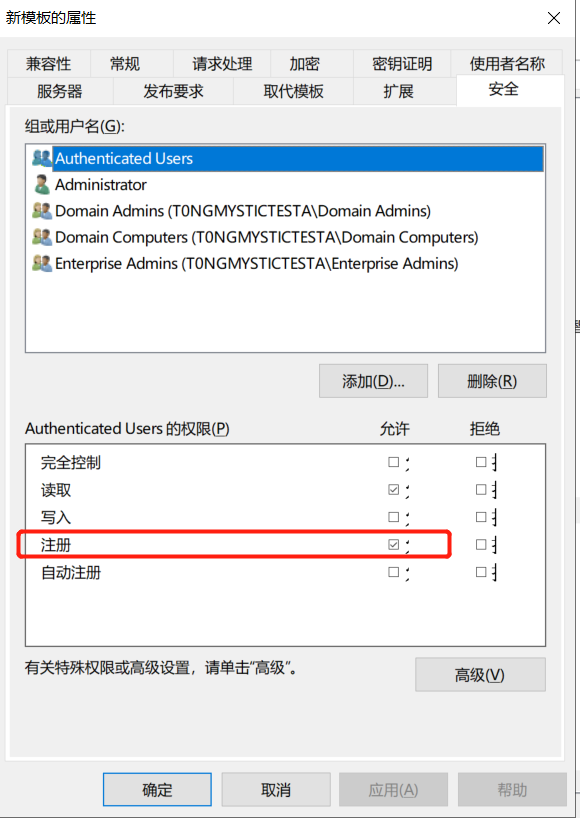 新模板的属性
兼容性 常规 请求处理 加密 密钥证明 使用者名称
服务器 发布要求 取代模板 扩展 安全
组或用户名(G):
Authenticated Users
Administrator
Domain Admins (T0NGMYSTICTESTA\Domain Admins)
Domain Computers (T0NGMYSTICTESTA\Domain Computers)
Enterprise Admins (T0NGMYSTICTESTA\Enterprise Admins)
添加(D)... 删除(R)
Authenticated Users 的权限(P) 允许 拒绝
完全控制
读取
写入
注册
自动注册
有关特殊权限或高级设置，请单击“高级”。
高级(V)
确定 取消 应用(A) 帮助